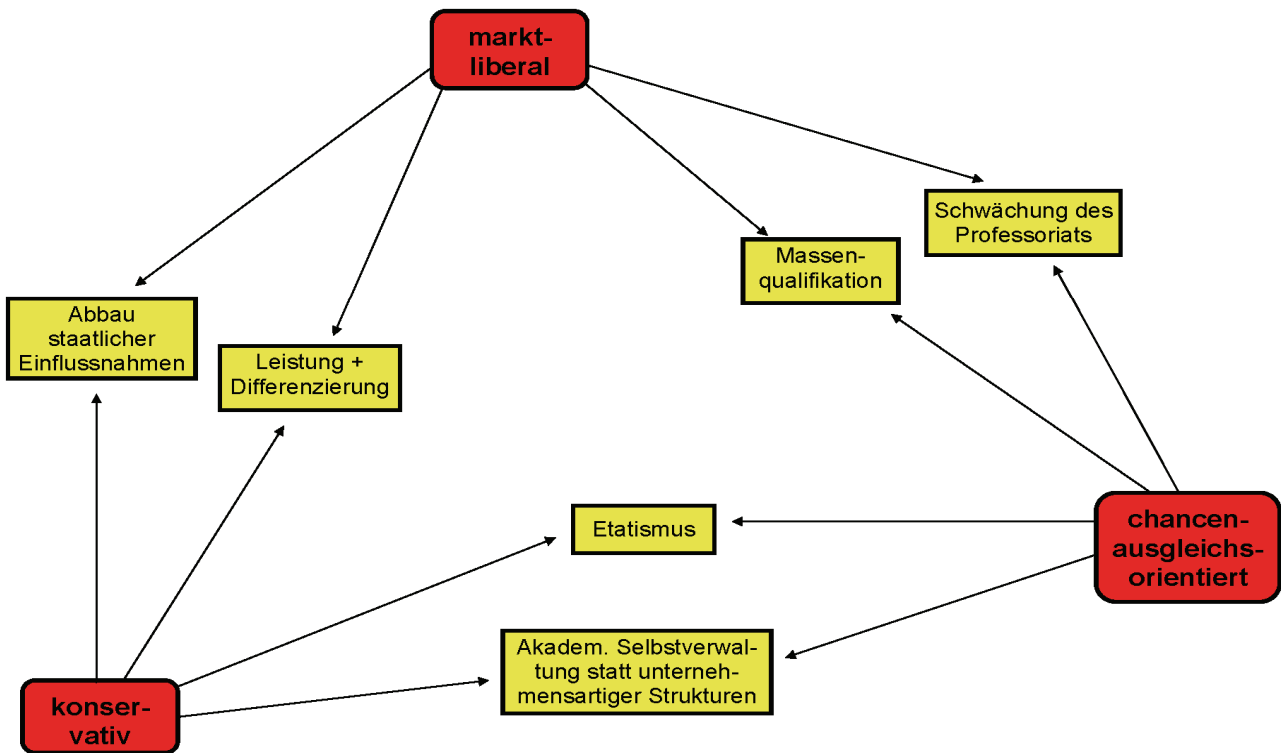 markt-
liberal
Schwächung des
Professoriats
Massen-
qualifikation
Abbau
staatlicher
Einflussnahmen
Leistung +
Differenzierung
Etatismus
chancen-
ausgleichs-
orientiert
Akadem. Selbstverwal-
tung statt unterneh-
mensartiger Strukturen
konser-
vativ